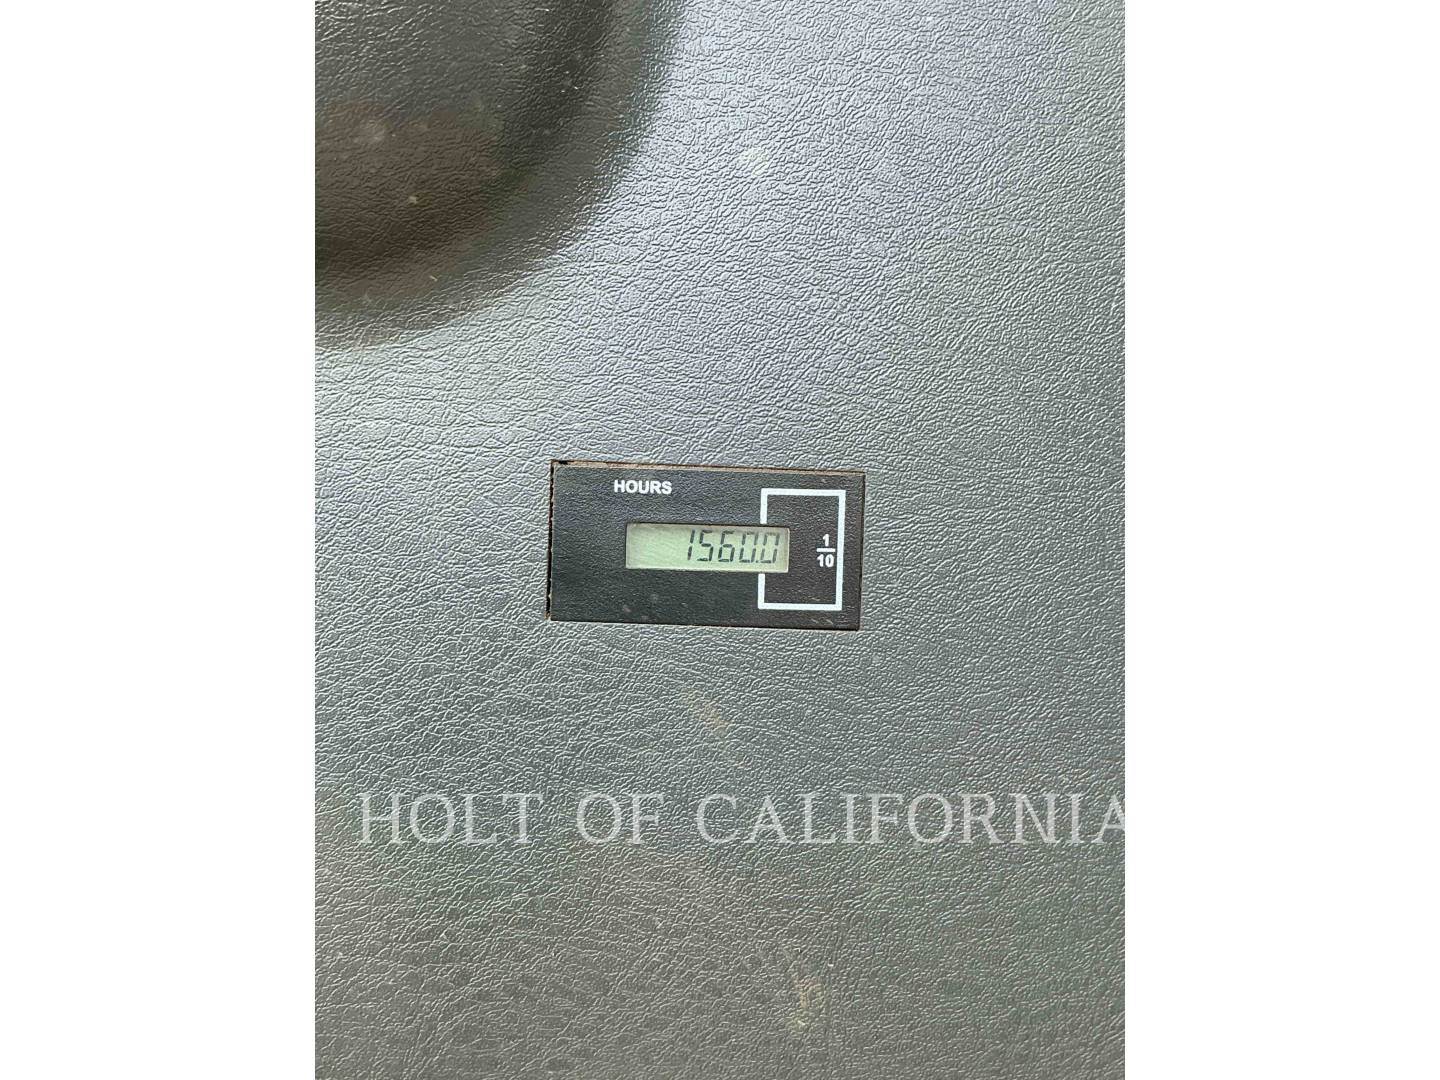 HOURS
1560.0
1
10
HOLT OF CALIFORNIA